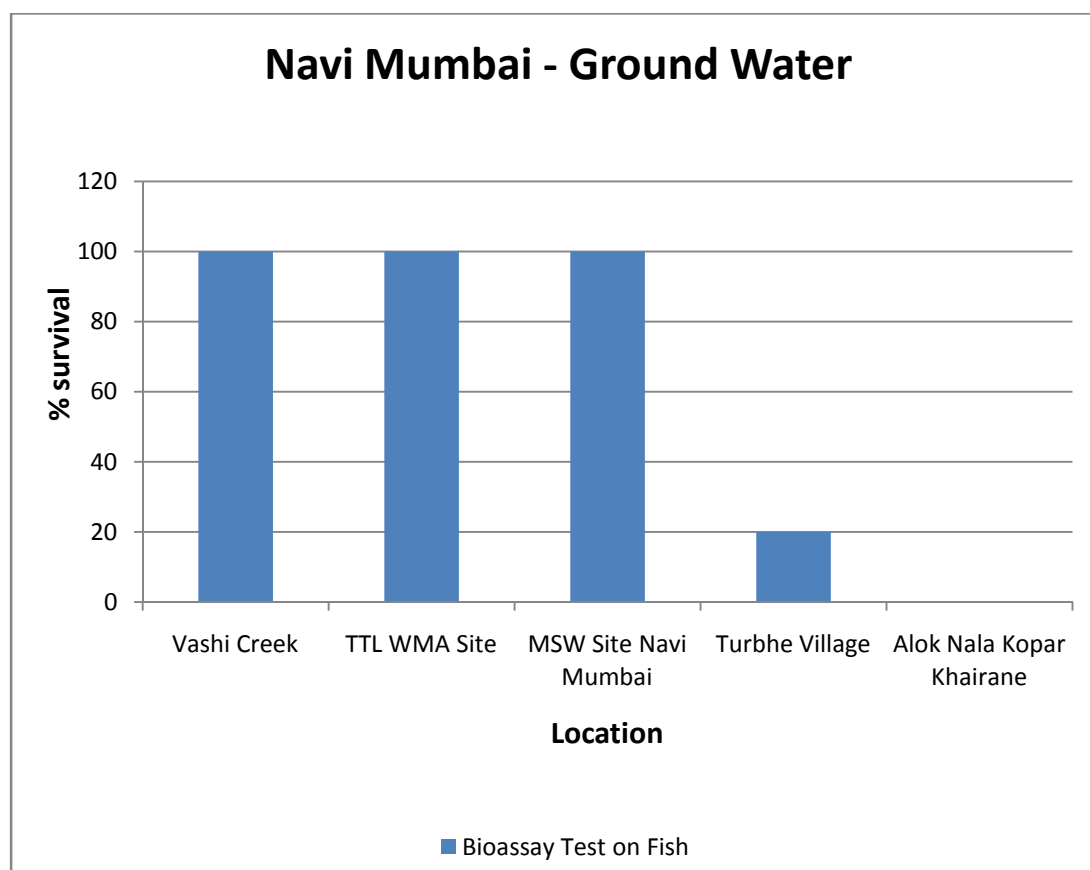 Navi Mumbai - Ground Water
120
100
80
60
40
20
0
% survival
Vashi Creek
TTL WMA Site
MSW Site Navi
Mumbai
Turbhe Village
Alok Nala Kopar
Khairane
Location
Bioassay Test on Fish